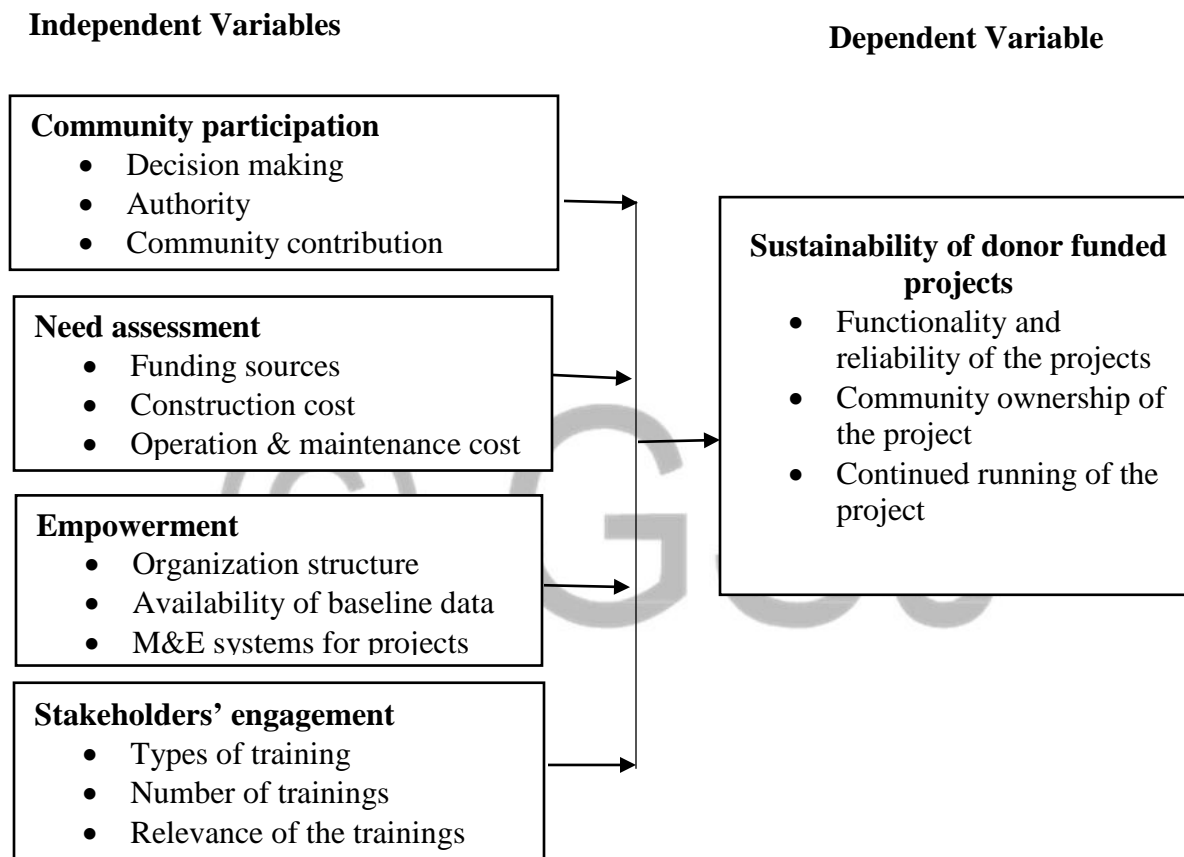 Independent Variables
Dependent Variable
Community participation
• Decision making
• Authority
• Community contribution
Need assessment
• Funding sources
• Construction cost
• Operation & maintenance cost
Empowerment
• Organization structure
• Availability of baseline data
• M&E systems for projects
Stakeholders’ engagement
• Types of training
• Number of trainings
• Relevance of the trainings
Sustainability of donor funded
projects
• Functionality and
reliability of the projects
• Community ownership of
the project
• Continued running of the
project
(C) GSJ